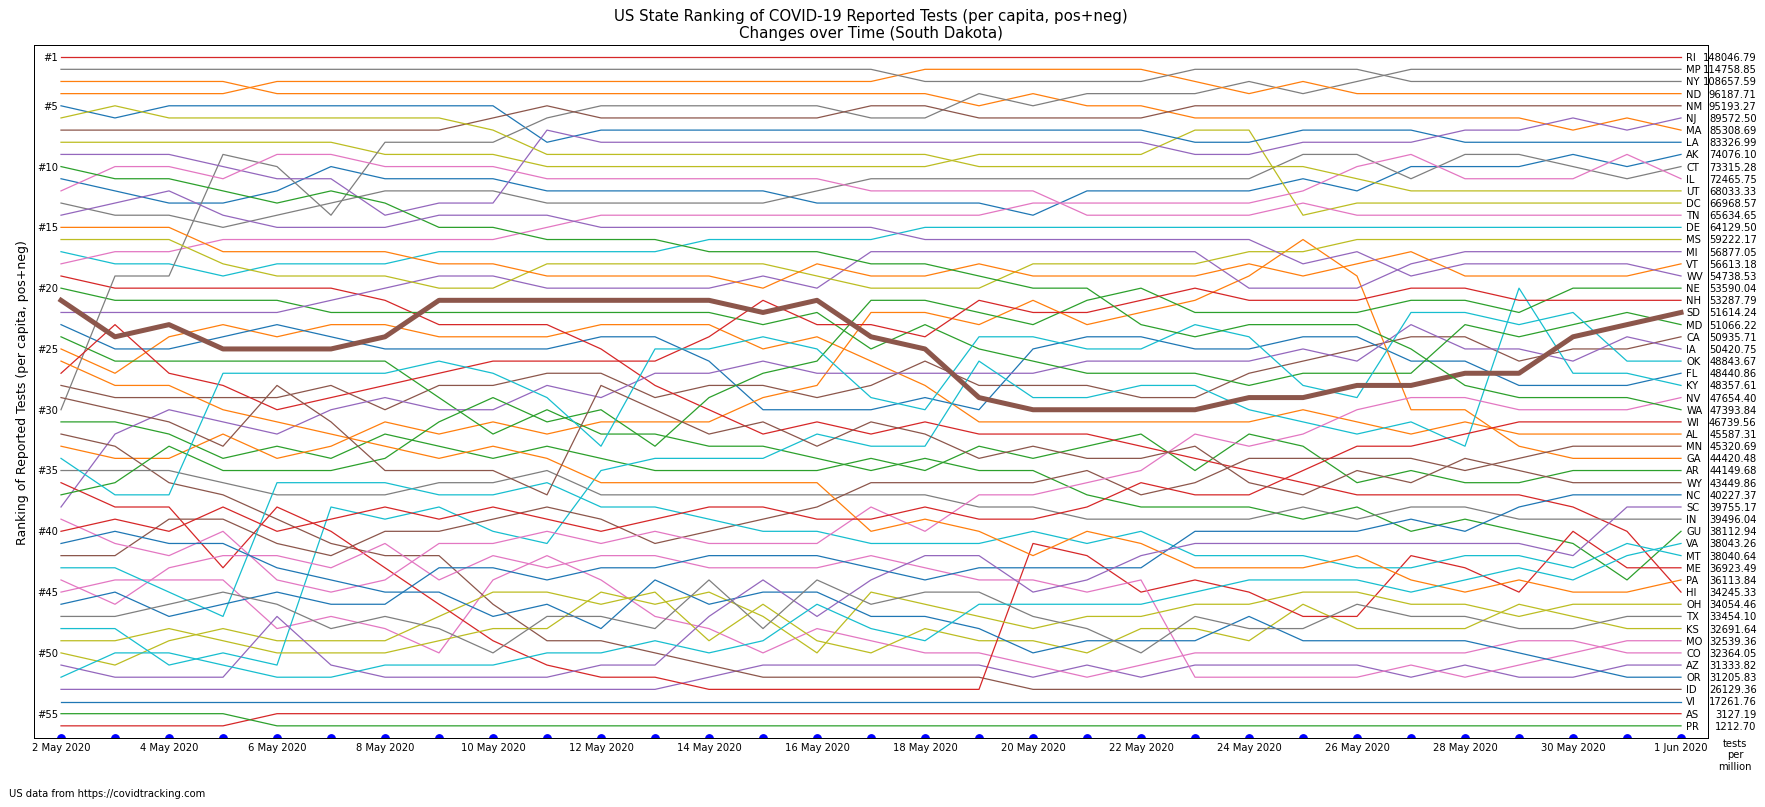 US State Ranking of COVID-19 Reported Tests (per capita, pos+neg)
Changes over Time (South Dakota)
Ranking of Reported Tests (per capita, pos+neg)
#1
#5
#10
#15
#20
#25
#30
#35
#40
#45
#50
#55
RI 148046.79
MP 114758.85
NY 108657.59
ND 96187.71
NM 95193.27
NJ 89572.50
MA 85308.69
LA 83326.99
AK 74076.10
CT 73315.28
IL 72465.75
UT 68033.33
DC 66968.57
TN 65634.65
DE 64129.50
MS 59222.17
MI 56877.05
VT 56613.18
WV 54738.53
NE 53590.04
NH 53287.79
SD 51614.24
MD 51066.22
CA 50935.71
IA 50420.75
OK 48843.67
FL 48440.86
KY 48357.61
NV 47654.40
WA 47393.84
WI 46739.56
AL 45587.31
MN 45320.69
GA 44420.48
AR 44149.68
WY 43449.86
NC 40227.37
SC 39755.17
IN 39496.04
GU 38112.94
VA 38043.26
MT 38040.64
ME 36923.49
PA 36113.84
HI 34245.33
OH 34054.46
TX 33454.10
KS 32691.64
MO 32539.36
CO 32364.05
AZ 31333.82
OR 31205.83
ID 26129.36
VI 17261.76
AS 3127.19
PR 1212.70
2 May 2020 4 May 2020 6 May 2020 8 May 2020 10 May 2020 12 May 2020 14 May 2020 16 May 2020 18 May 2020 20 May 2020 22 May 2020 24 May 2020 26 May 2020 28 May 2020 30 May 2020 1 Jun 2020
tests
per
million
US data from https://covidtracking.com